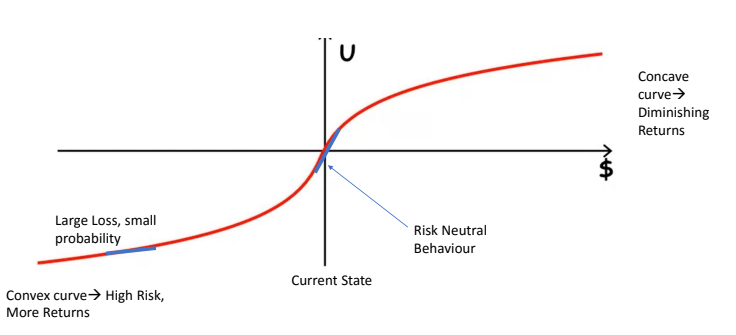 U
Concave
curve→
Diminishing
Returns
$
Large Loss, small
probability
Risk Neutral
Behaviour
Current State
Convex curve→ High Risk,
More Returns